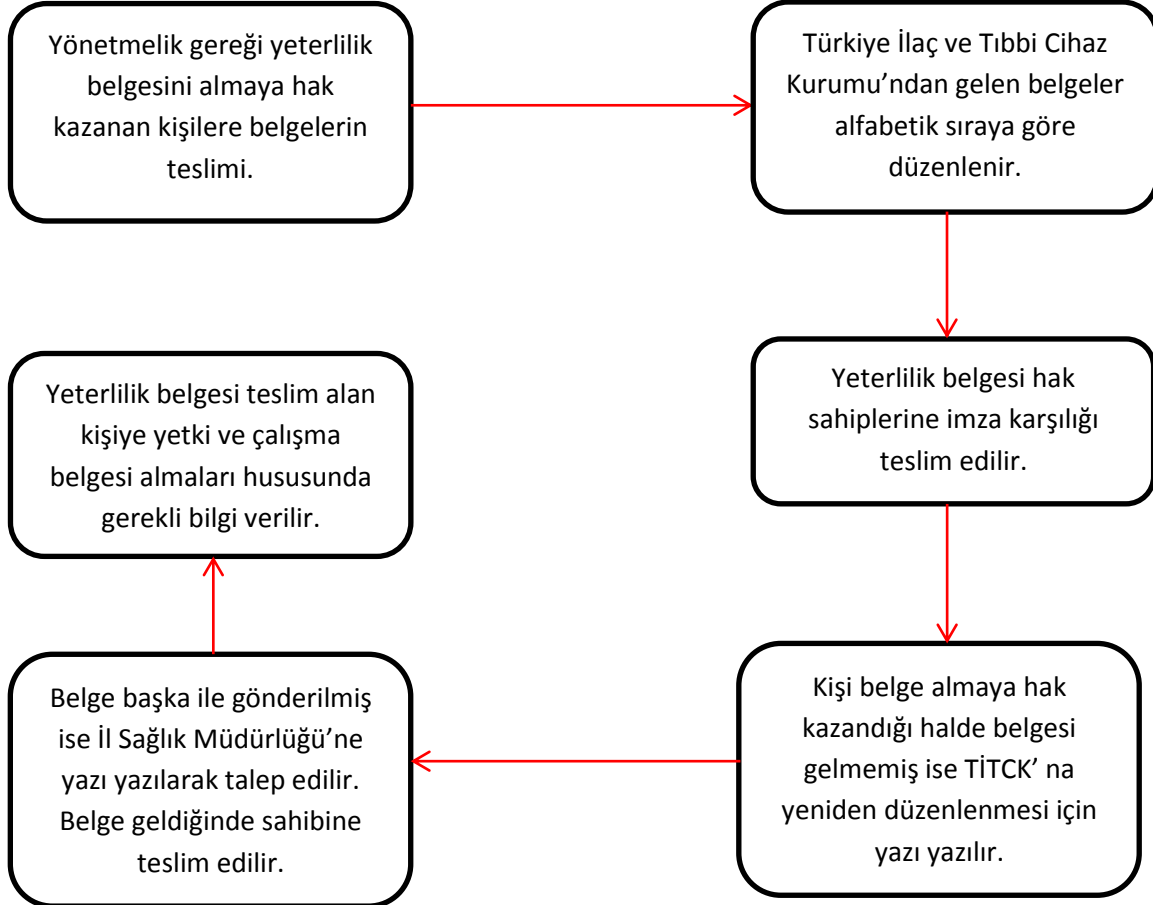 Yönetmelik gereği yeterlilik
belgesini almaya hak
kazanan kişilere belgelerin
teslimi.
Türkiye İlaç ve Tıbbi Cihaz
Kurumu’ndan gelen belgeler
alfabetik sıraya göre
düzenlenir.
Yeterlilik belgesi hak
sahiplerine imza karşılığı
teslim edilir.
Kişi belge almaya hak
kazandığı halde belgesi
gelmemiş ise TİTCK’ na
yeniden düzenlenmesi için
yazı yazılır.
Belge başka ile gönderilmiş
ise İl Sağlık Müdürlüğü’ne
yazı yazılarak talep edilir.
Belge geldiğinde sahibine
teslim edilir.
Yeterlilik belgesi teslim alan
kişiye yetki ve çalışma
belgesi almaları hususunda
gerekli bilgi verilir.